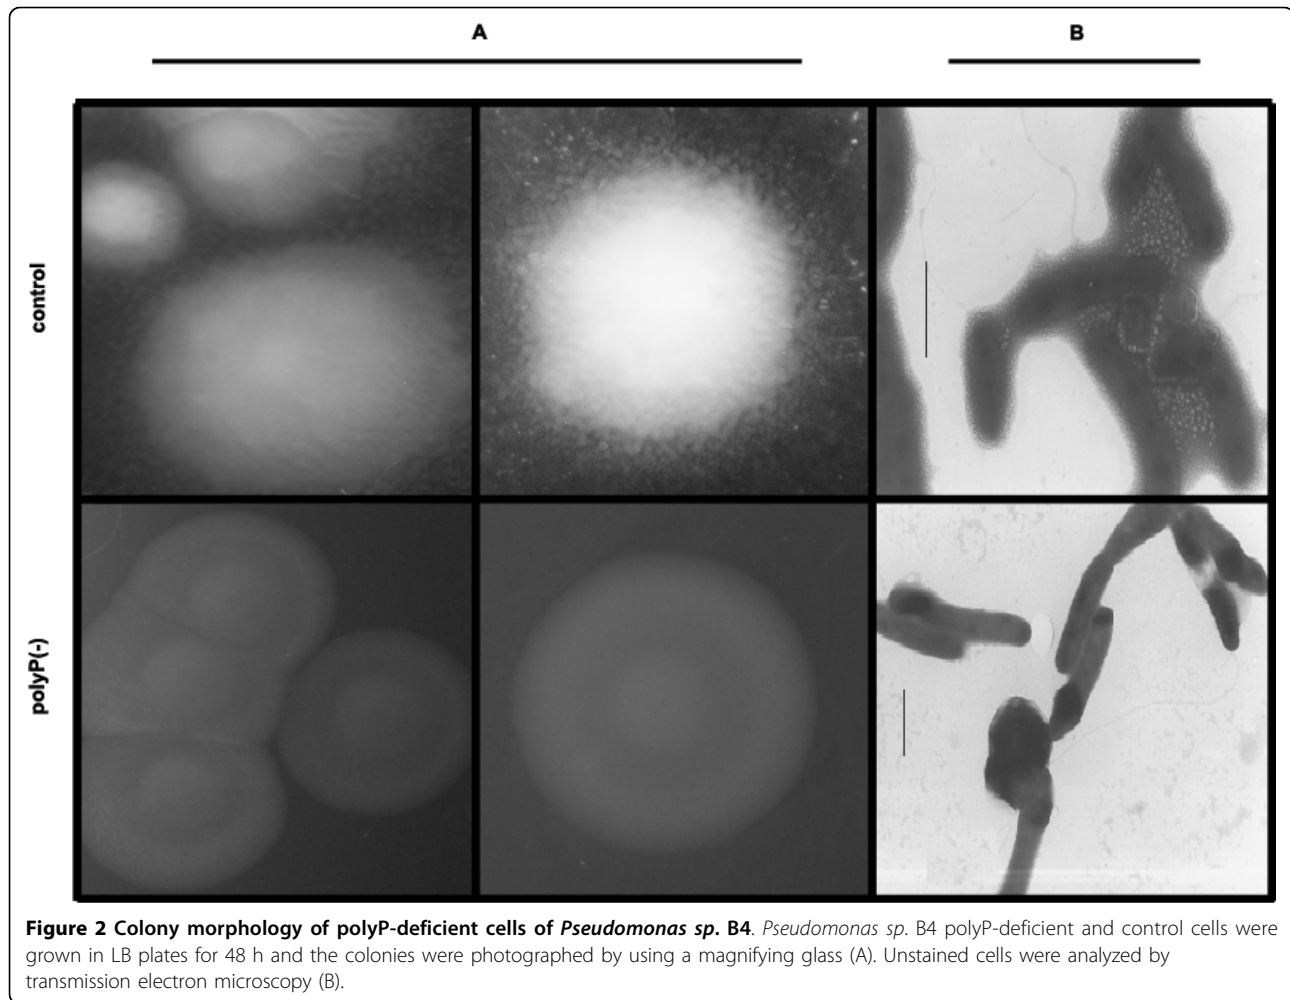 A
B
control
polyP(-)
Figure 2 Colony morphology of polyP-deficient cells of Pseudomonas sp. B4. Pseudomonas sp. B4 polyP-deficient and control cells were
grown in LB plates for 48 h and the colonies were photographed by using a magnifying glass (A). Unstained cells were analyzed by
transmission electron microscopy (B).